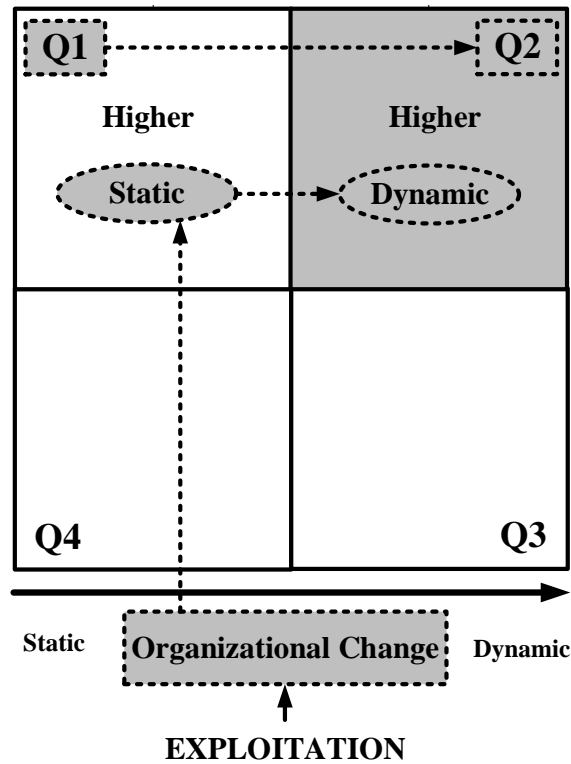 Q1 Q2
Higher Higher
Static Dynamic
Q4 Q3
Static Organizational Change Dynamic
EXPLOITATION